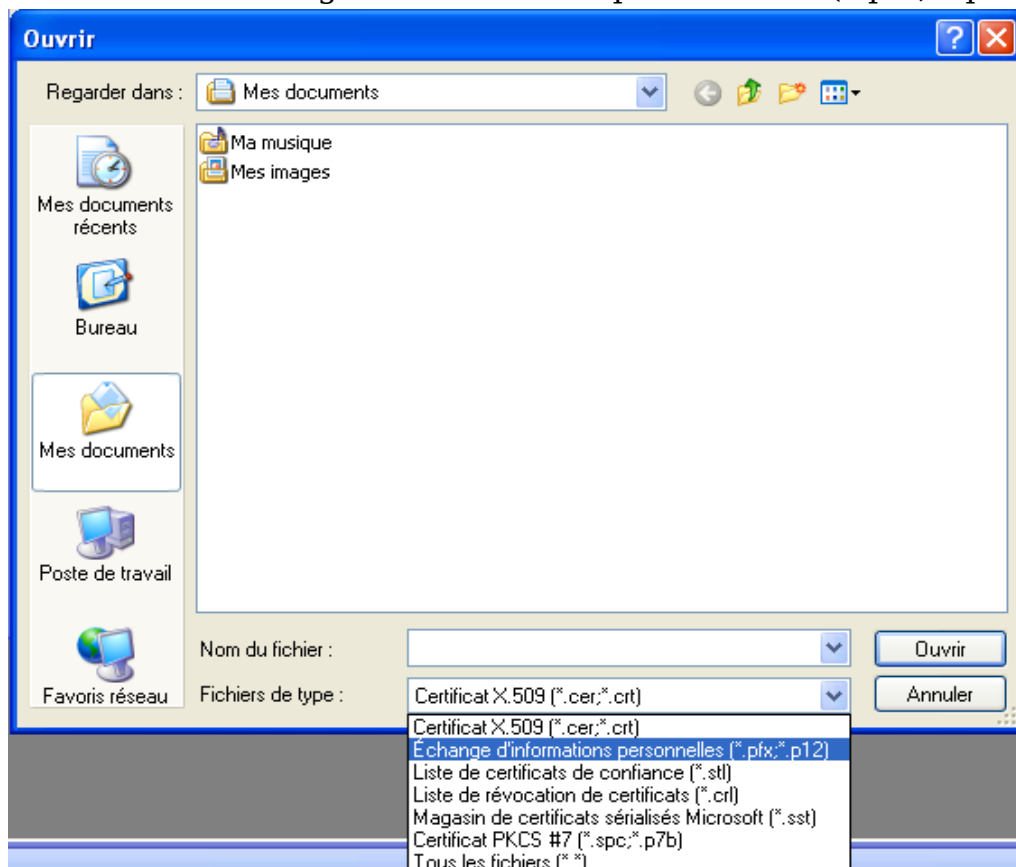 Ouvrir
Regarder dans :
Mes documents
Ma musique
Mes images
Mes documents
récents
Bureau
Mes documents
Poste de travail
Favoris réseau
Nom du fichier :
Ouvrir
Fichiers de type :
Certificat X.509 (*.cer;*.crt)
Annuler
Certificat X.509 (*.cer;*.crt)
Échange d'informations personnelles (*.pfx;*.p12)
Liste de certificats de confiance (*.stl)
Liste de révocation de certificats (*.crl)
Magasin de certificats sérialisés Microsoft (*.sst)
Certificat PKCS #7 (*.spc;*.p7b)
Tous les fichiers (*.*)